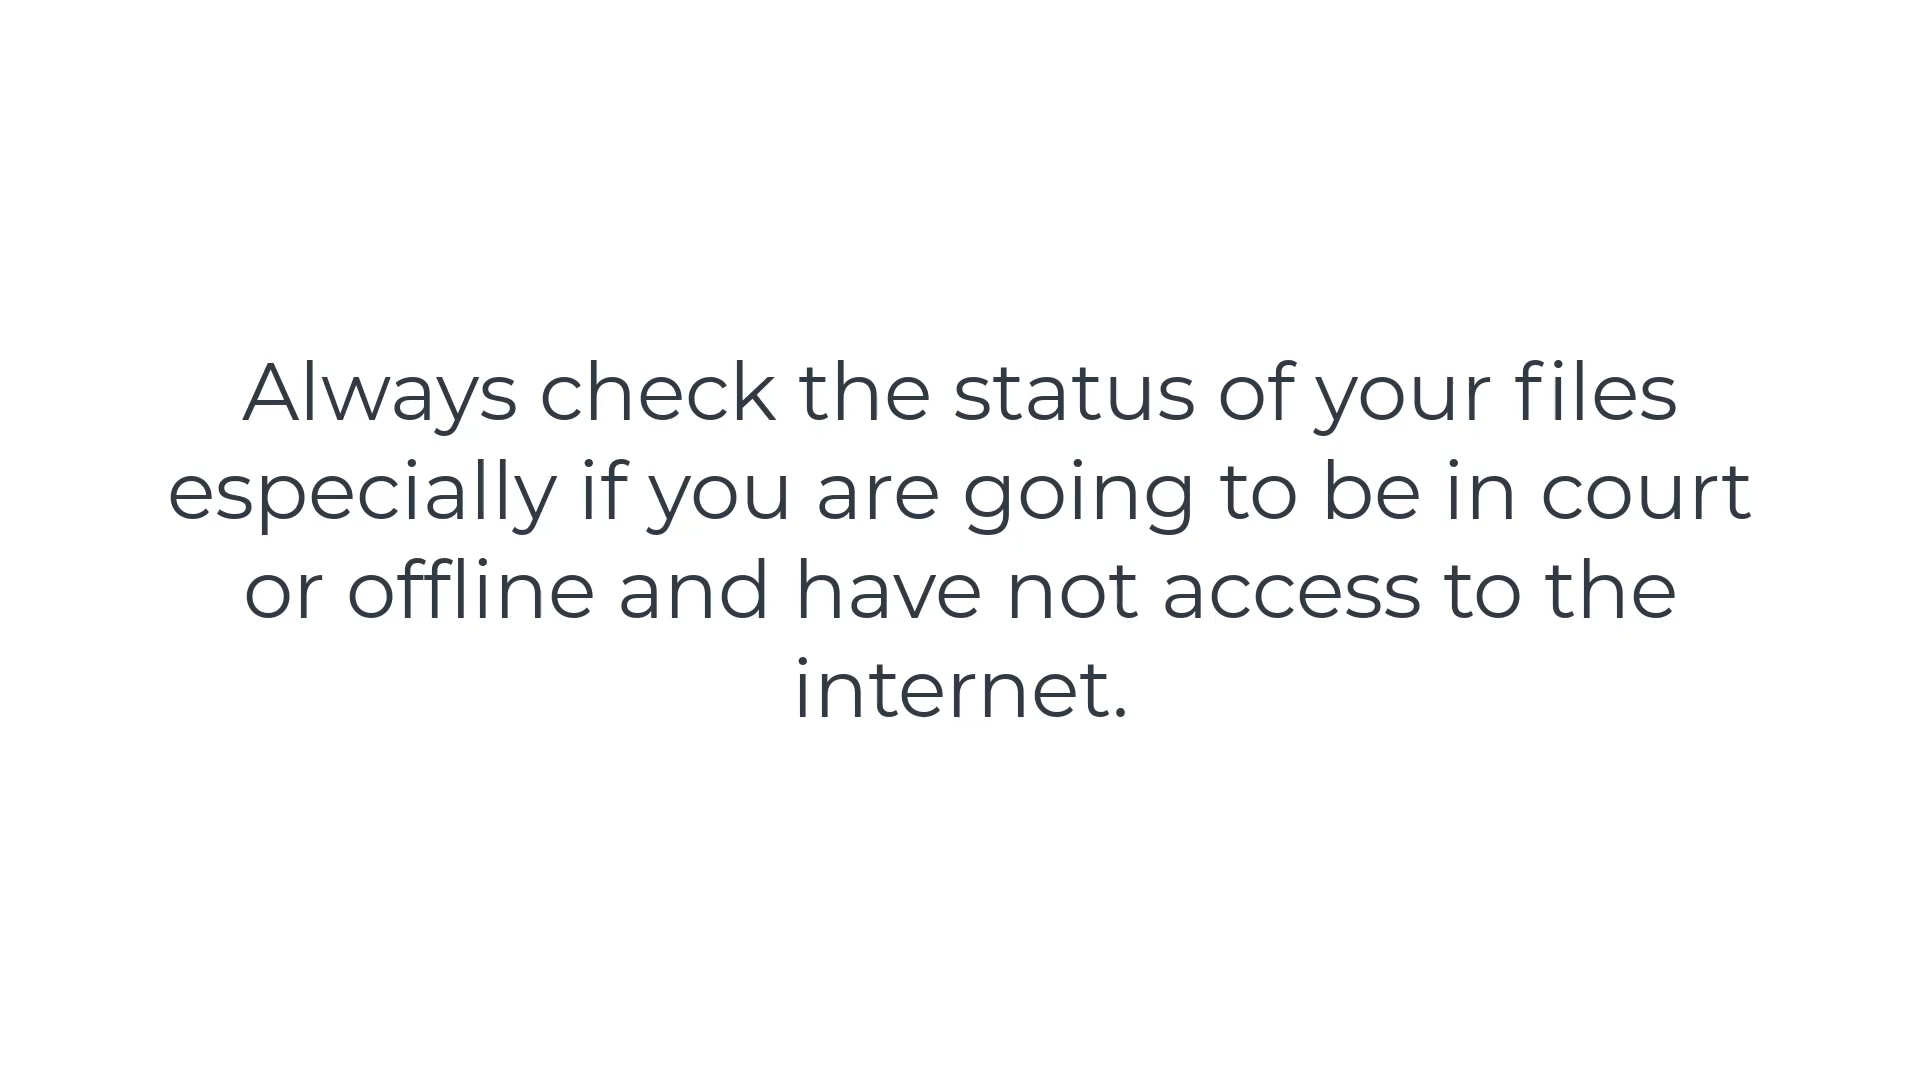 Always check the status of your files
especially if you are going to be in court
or offline and have not access to the
internet.